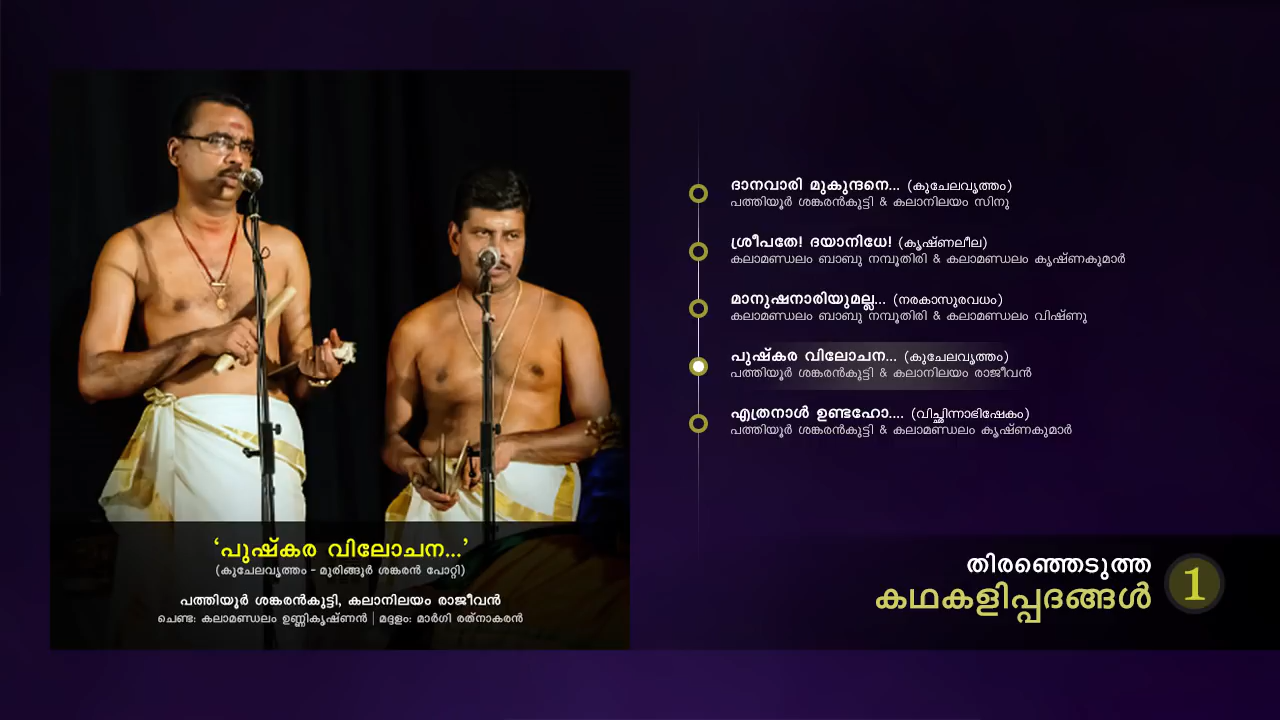 ‘പുഷ്കര വിലോചന...’
(കുചേലവൃത്തം - മുരിങ്ങൂർ ശങ്കരൻ പോറ്റി)
പത്തിയൂർ ശങ്കരൻകുട്ടി, കലാനിലയം രാജീവൻ
ചെണ്ട: കലാമണ്ഡലം ഉണ്ണികൃഷ്ണൻ | മദ്ദളം: മാർഗി രത്നാകരൻ
ദാനവാരി മുകുന്ദനെ... (കുചേലവൃത്തം)
പത്തിയൂർ ശങ്കരൻകുട്ടി & കലാനിലയം സിനു
ശ്രീപതേ! ദയാനിധേ! (കൃഷ്ണലീല)
കലാമണ്ഡലം ബാബു നമ്പൂതിരി & കലാമണ്ഡലം കൃഷ്ണകുമാർ
മാനുഷനാരിയുമല്ല... (നരകാസുരവധം)
കലാമണ്ഡലം ബാബു നമ്പൂതിരി & കലാമണ്ഡലം വിഷ്ണു
പുഷ്കര വിലോചന... (കുചേലവൃത്തം)
പത്തിയൂർ ശങ്കരൻകുട്ടി & കലാനിലയം രാജീവൻ
എത്രനാൾ ഉണ്ടഹോ.... (വിച്ഛിന്നാഭിഷേകം)
പത്തിയൂർ ശങ്കരൻകുട്ടി & കലാമണ്ഡലം കൃഷ്ണകുമാർ
തിരഞ്ഞെടുത്ത
കഥകളിപ്പദങ്ങൾ 1